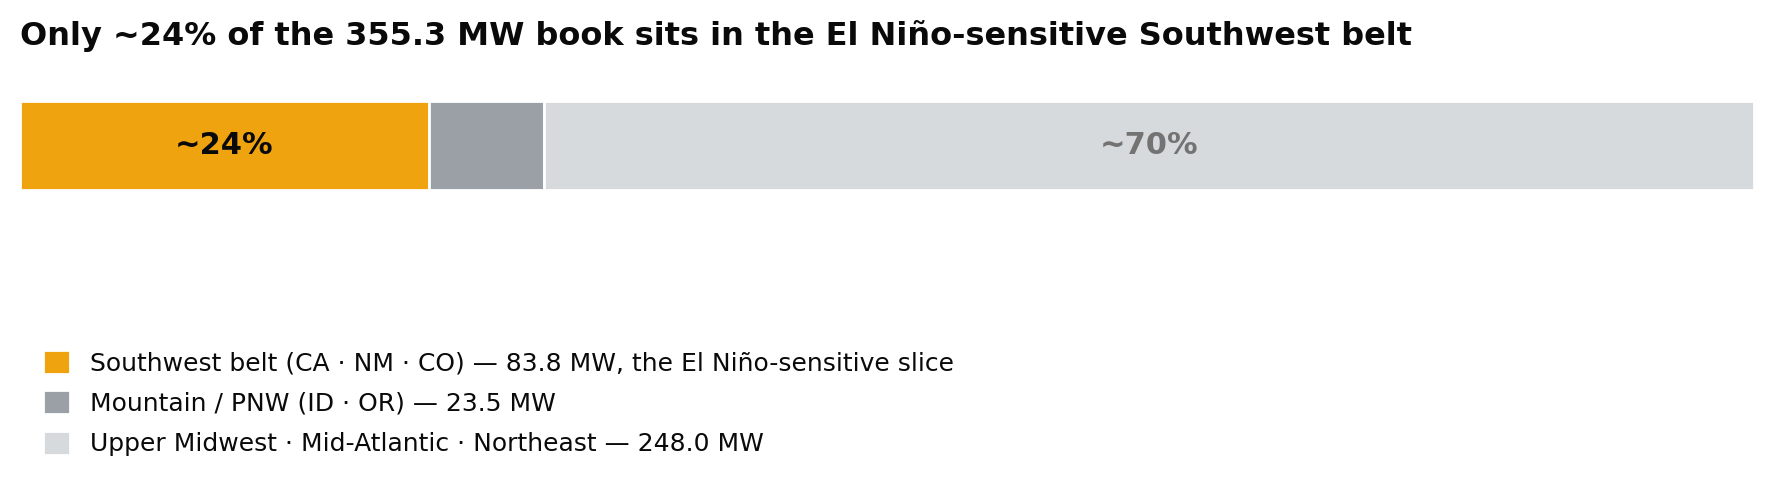 Only ~24% of the 355.3 MW book sits in the El Niño-sensitive Southwest belt
~24%
~70%
Southwest belt (CA · NM · CO) — 83.8 MW, the El Niño-sensitive slice
Mountain / PNW (ID · OR) — 23.5 MW
Upper Midwest · Mid-Atlantic · Northeast — 248.0 MW